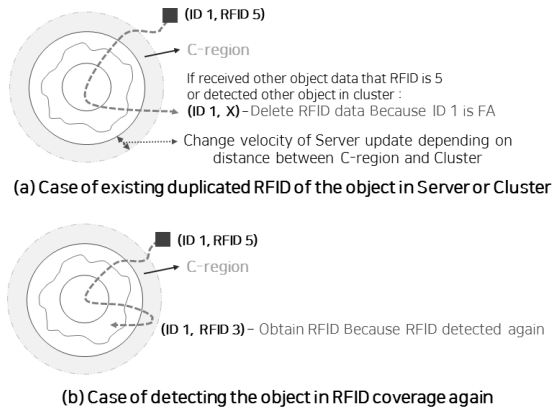 (ID 1, RFID 5)
C-region
If received other object data that RFID is 5
or detected other object in cluster :
(ID 1, X) – Delete RFID data Because ID 1 is FA
Change velocity of Server update depending on
distance between C-region and Cluster
(a) Case of existing duplicated RFID of the object in Server or Cluster
(ID 1, RFID 5)
C-region
(ID 1, RFID 3) – Obtain RFID Because RFID detected again
(b) Case of detecting the object in RFID coverage again